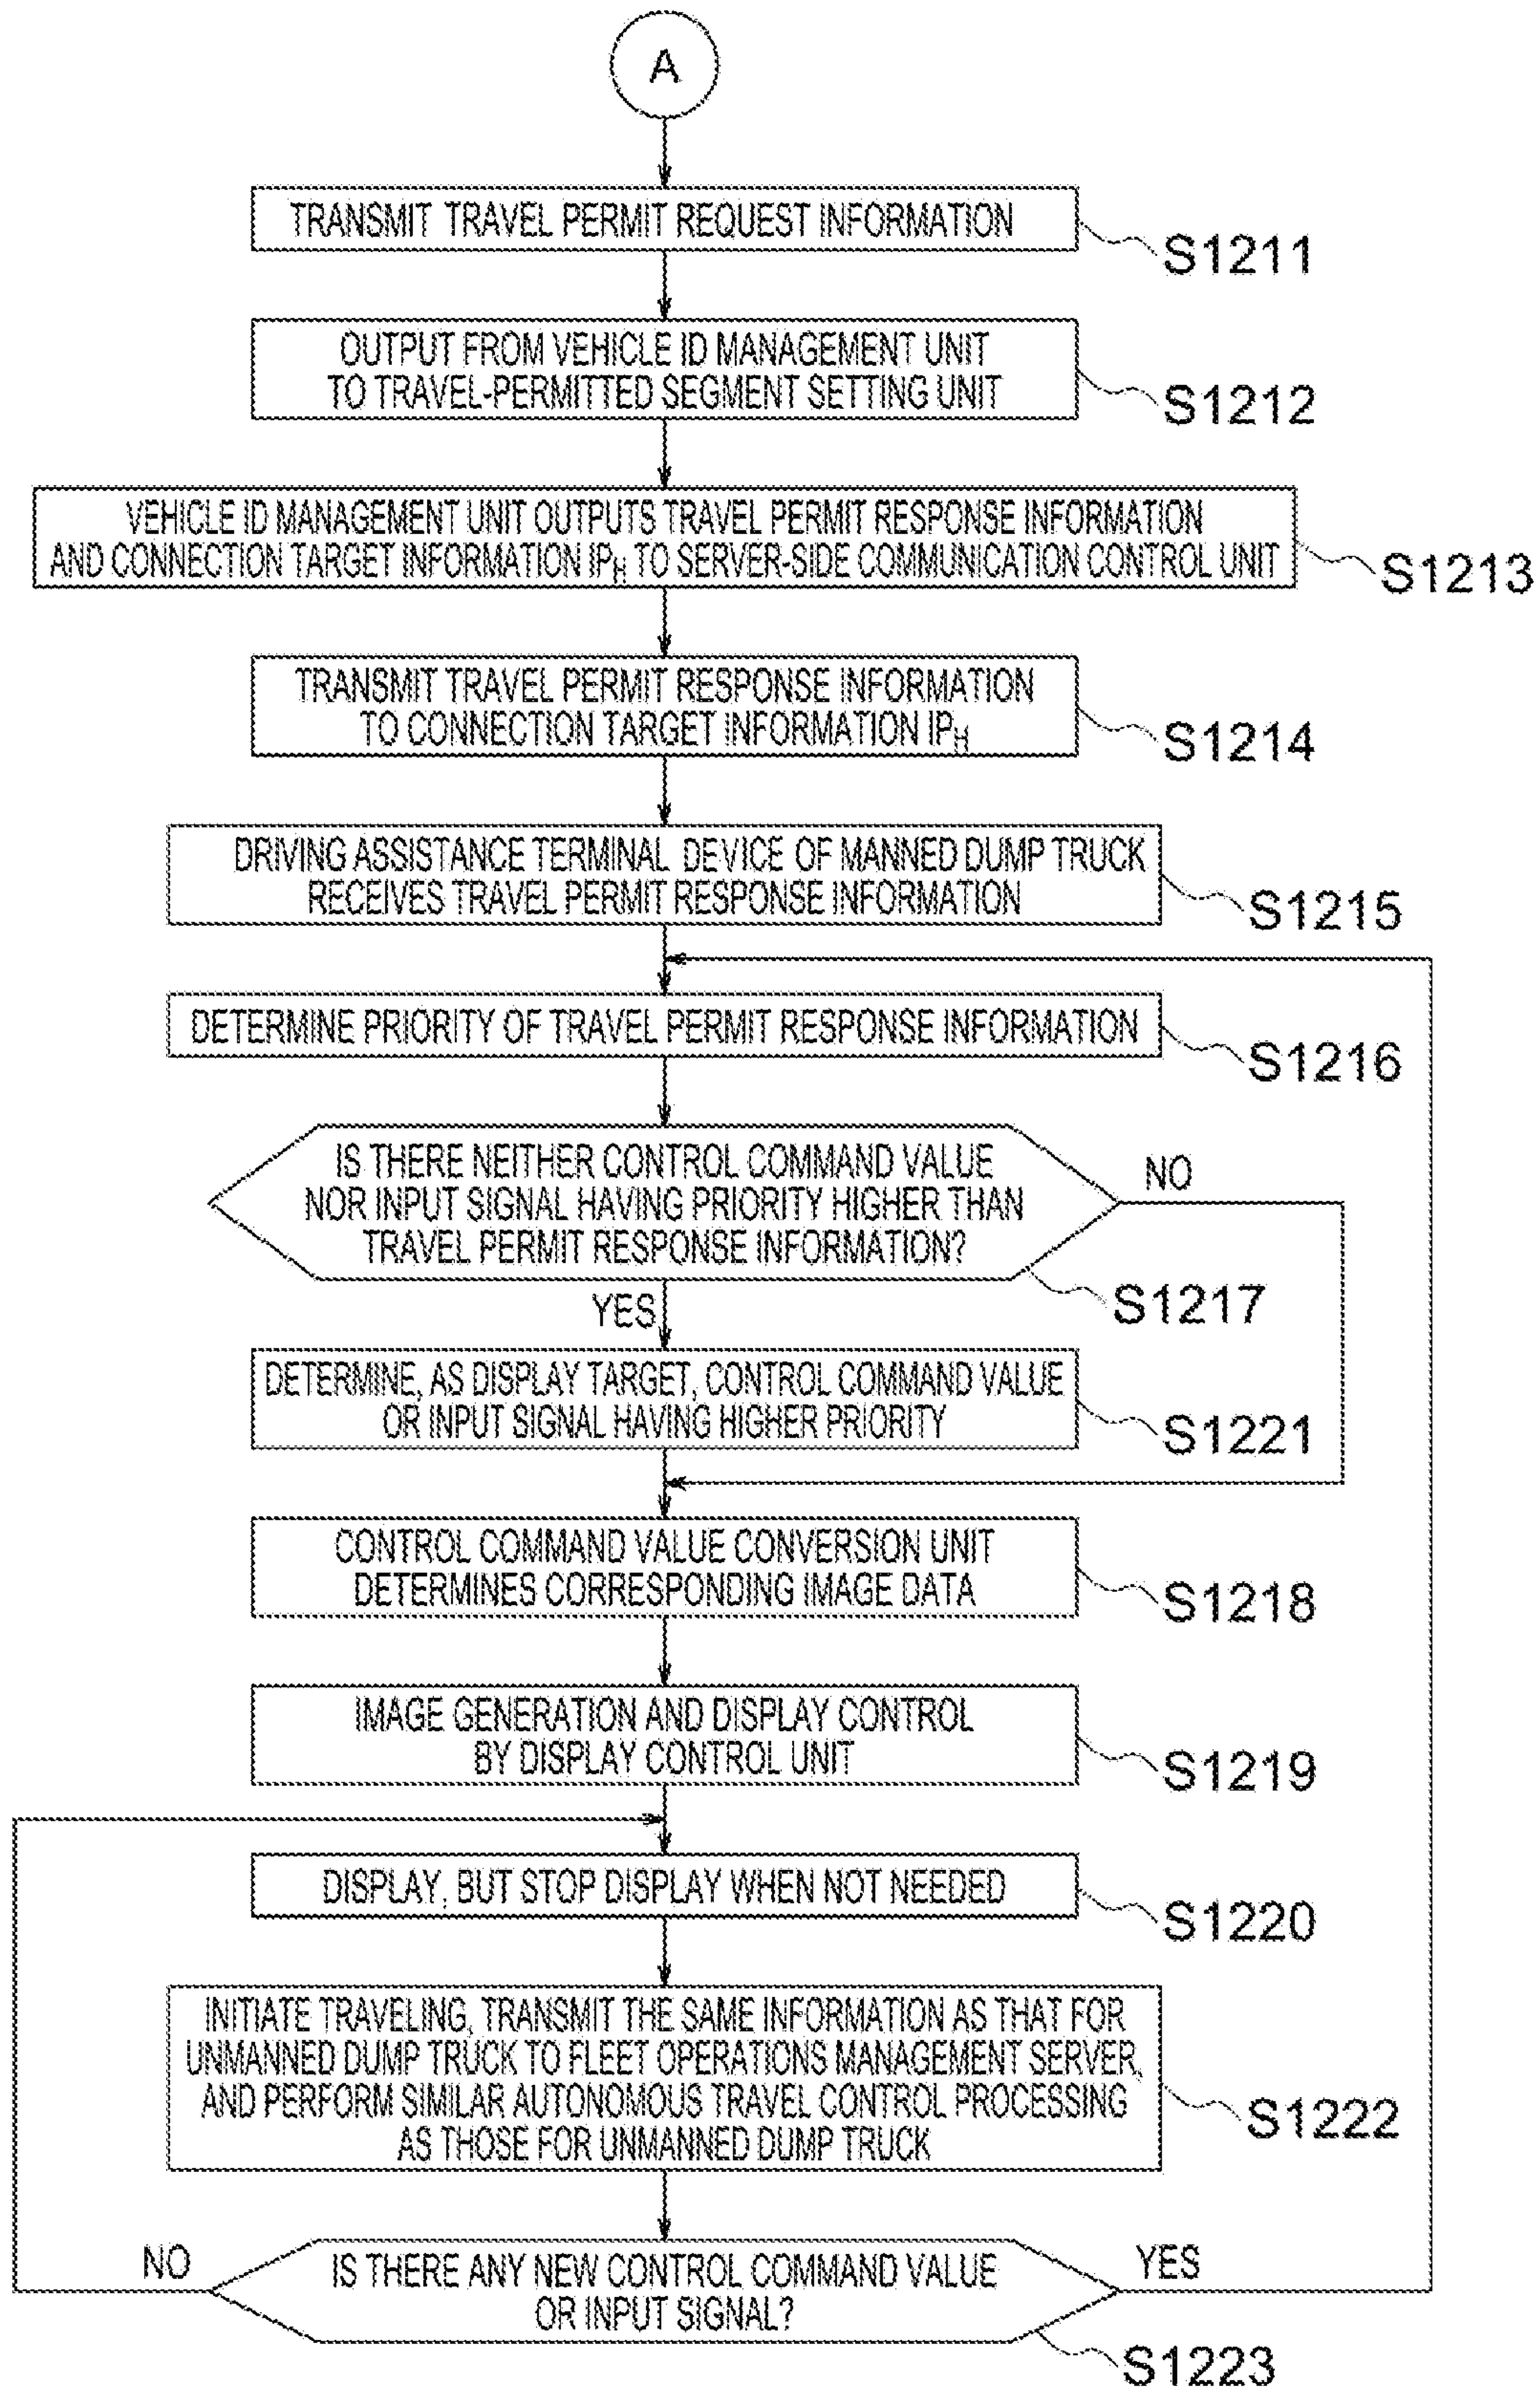 A
TRANSMIT TRAVEL PERMIT REQUEST INFORMATION
S1211
OUTPUT FROM VEHICLE ID MANAGEMENT UNIT
TO TRAVEL-PERMITTED SEGMENT SETTING UNIT
S1212
VEHICLE ID MANAGEMENT UNIT OUTPUTS TRAVEL PERMIT RESPONSE INFORMATION
AND CONNECTION TARGET INFORMATION IPH TO SERVER-SIDE COMMUNICATION CONTROL UNIT
S1213
TRANSMIT TRAVEL PERMIT RESPONSE INFORMATION
TO CONNECTION TARGET INFORMATION IPH
S1214
DRIVING ASSISTANCE TERMINAL DEVICE OF MANNED DUMP TRUCK
RECEIVES TRAVEL PERMIT RESPONSE INFORMATION
S1215
DETERMINE PRIORITY OF TRAVEL PERMIT RESPONSE INFORMATION
S1216
IS THERE NEITHER CONTROL COMMAND VALUE
NOR INPUT SIGNAL HAVING PRIORITY HIGHER THAN
TRAVEL PERMIT RESPONSE INFORMATION?
NO
S1217
YES
DETERMINE, AS DISPLAY TARGET, CONTROL COMMAND VALUE
OR INPUT SIGNAL HAVING HIGHER PRIORITY
S1221
CONTROL COMMAND VALUE CONVERSION UNIT
DETERMINES CORRESPONDING IMAGE DATA
S1218
IMAGE GENERATION AND DISPLAY CONTROL
BY DISPLAY CONTROL UNIT
S1219
DISPLAY, BUT STOP DISPLAY WHEN NOT NEEDED
S1220
INITIATE TRAVELING, TRANSMIT THE SAME INFORMATION AS THAT FOR
UNMANNED DUMP TRUCK TO FLEET OPERATIONS MANAGEMENT SERVER,
AND PERFORM SIMILAR AUTONOMOUS TRAVEL CONTROL PROCESSING
AS THOSE FOR UNMANNED DUMP TRUCK
S1222
NO
IS THERE ANY NEW CONTROL COMMAND VALUE
OR INPUT SIGNAL?
YES
S1223